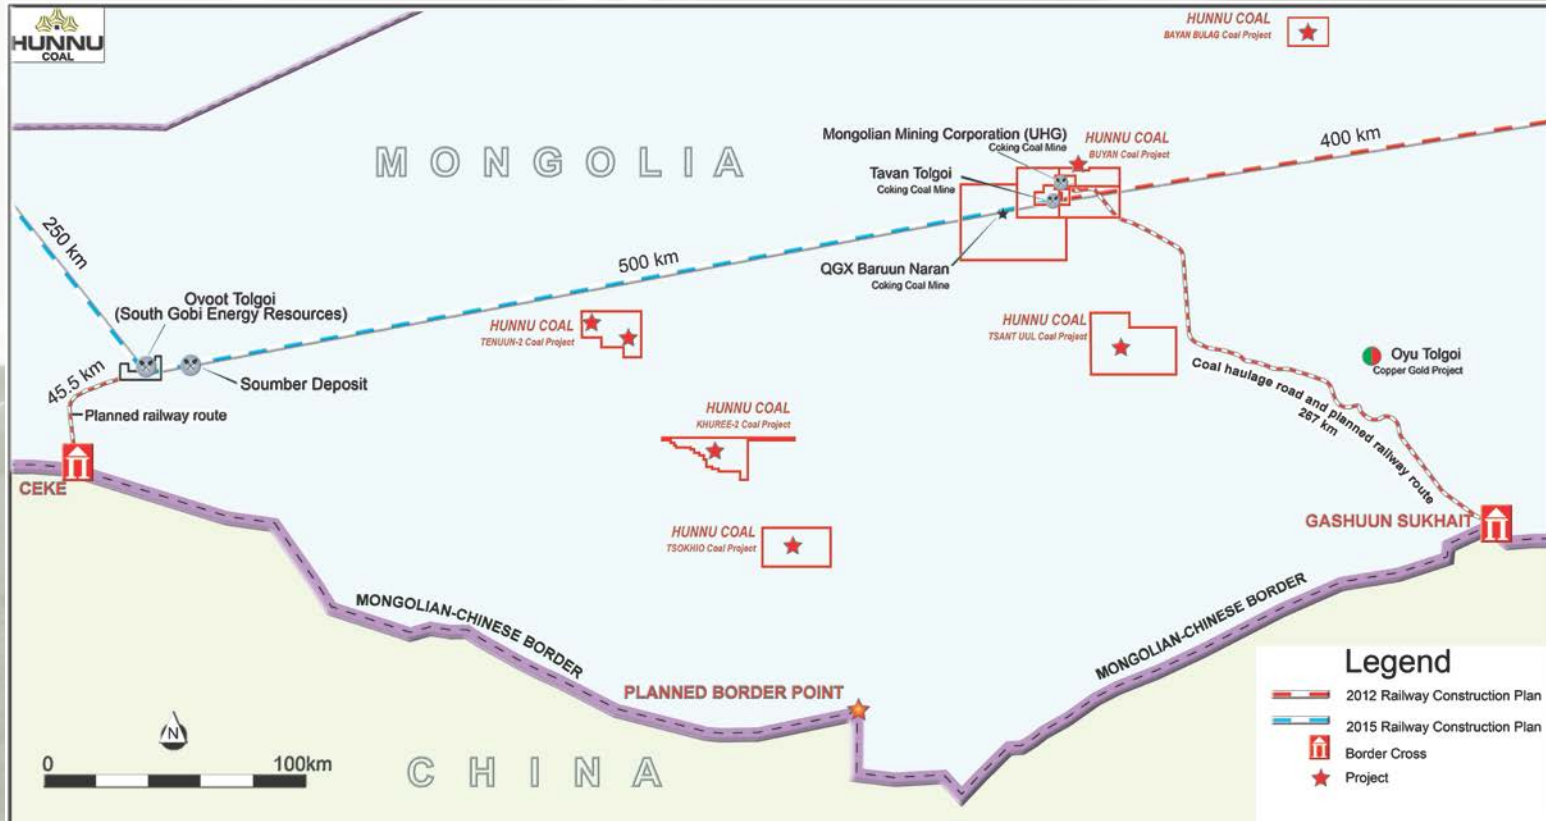 HUNNU
COAL
HUNNU COAL
BAYAN BULAG Coal Project
MONGOLIA
Mongolian Mining Corporation (UHG)
Coking Coal Mine
HUNNU COAL
BUYAN Coal Project
400 km
Tavan Tolgoi
Coking Coal Mine
250 km
500 km
QGX Baruun Naran
Coking Coal Mine
Ovoot Tolgoi
(South Gobi Energy Resources)
HUNNU COAL
TENUUN-2 Coal Project
HUNNU COAL
TSANT UUL Coal Project
Oyu Tolgoi
Copper Gold Project
45.5 km
Soumber Deposit
Planned railway route
Coal haulage road and planned railway route
267 km
HUNNU COAL
KHUREE-2 Coal Project
CEKE
GASHUUN SUKHAIT
HUNNU COAL
TSOKHIO Coal Project
MONGOLIAN-CHINESE BORDER
MONGOLIAN-CHINESE BORDER
PLANNED BORDER POINT
N
0 100km
CHINA
Legend
2012 Railway Construction Plan
2015 Railway Construction Plan
Border Cross
Project